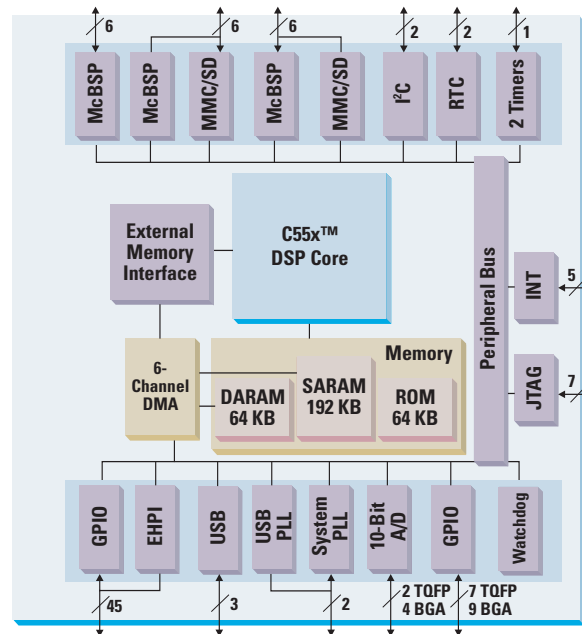 6 6 6 2 2 1
McBSP
McBSP
MMC/SD
McBSP
MMC/SD
I²C
RTC
2 Timers
External
Memory
Interface
C55x™
DSP Core
Peripheral Bus
INT
5
JTAG
7
6-
Channel
DMA
Memory
DARAM
64 KB
SARAM
192 KB
ROM
64 KB
GPIO
EHPI
USB
USB
PLL
System
PLL
10-Bit
A/D
GPIO
Watchdog
45
3
2
2 TQFP
4 BGA
7 TQFP
9 BGA